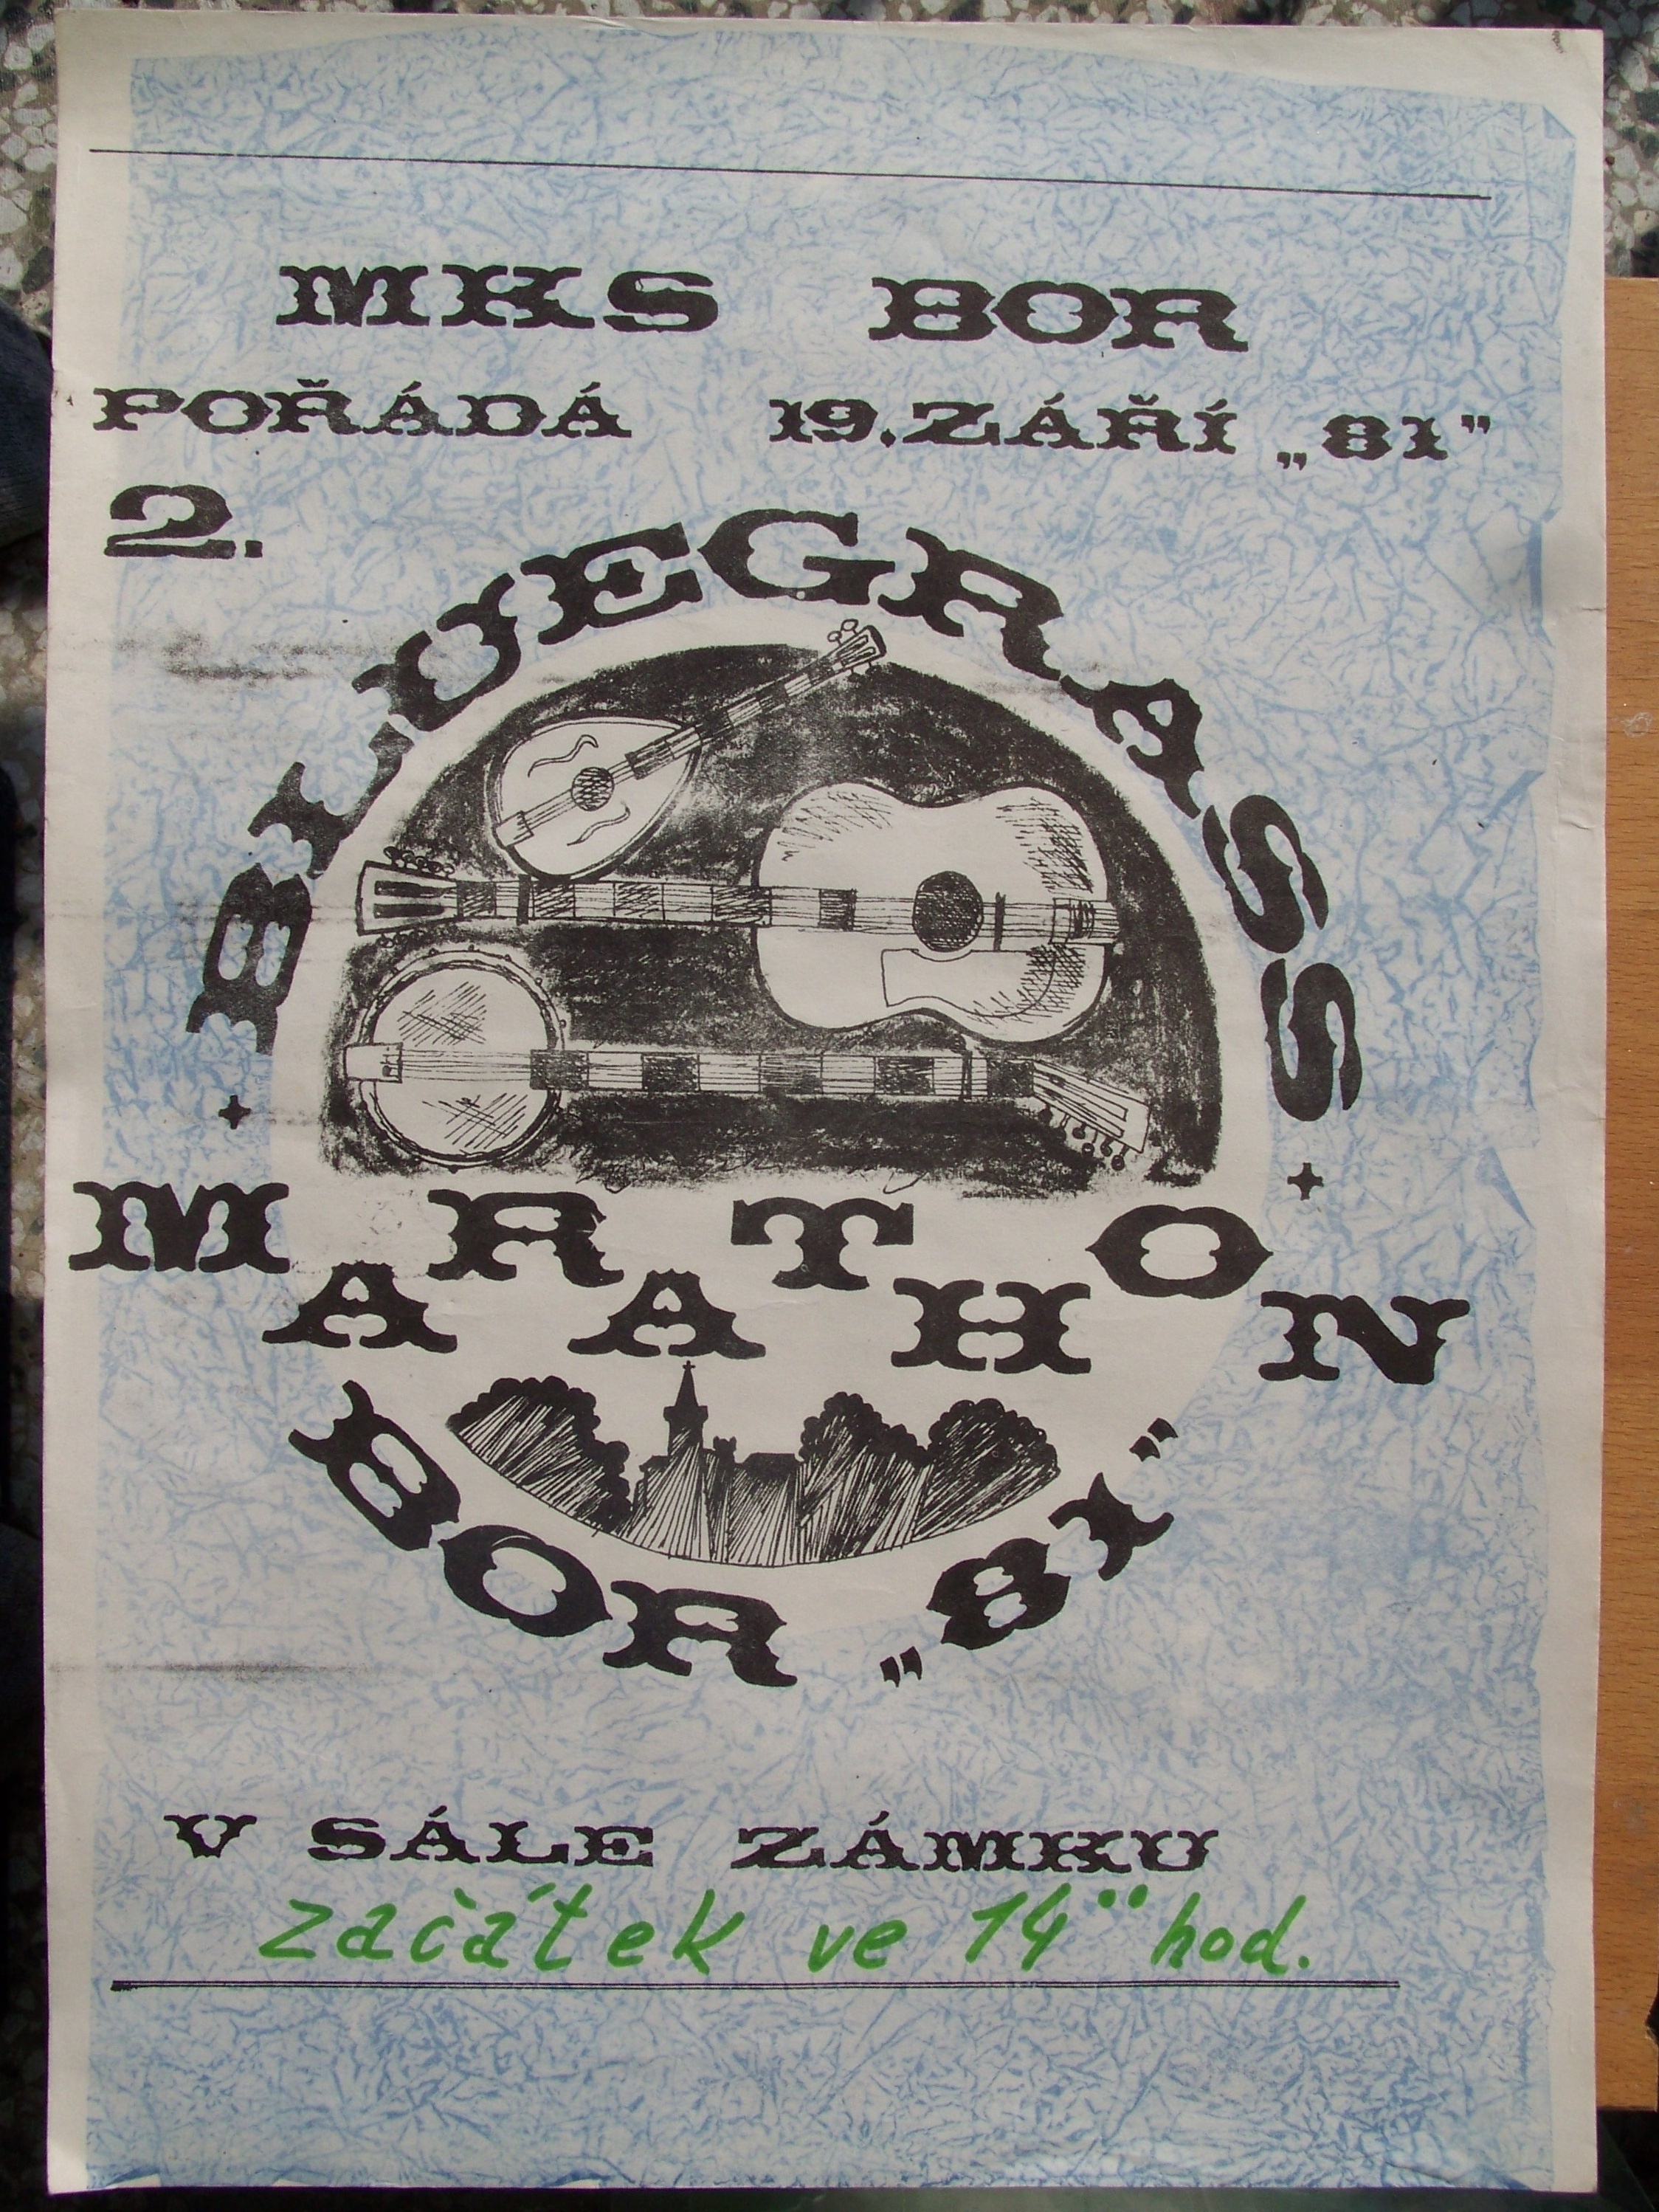 MKS BOR
POŘÁDÁ 19. ZÁŘÍ „81"
2.
BLUEGRASS
MARATHON
BOR „81"
V SÁLE ZÁMKU
začátek ve 14°° hod.